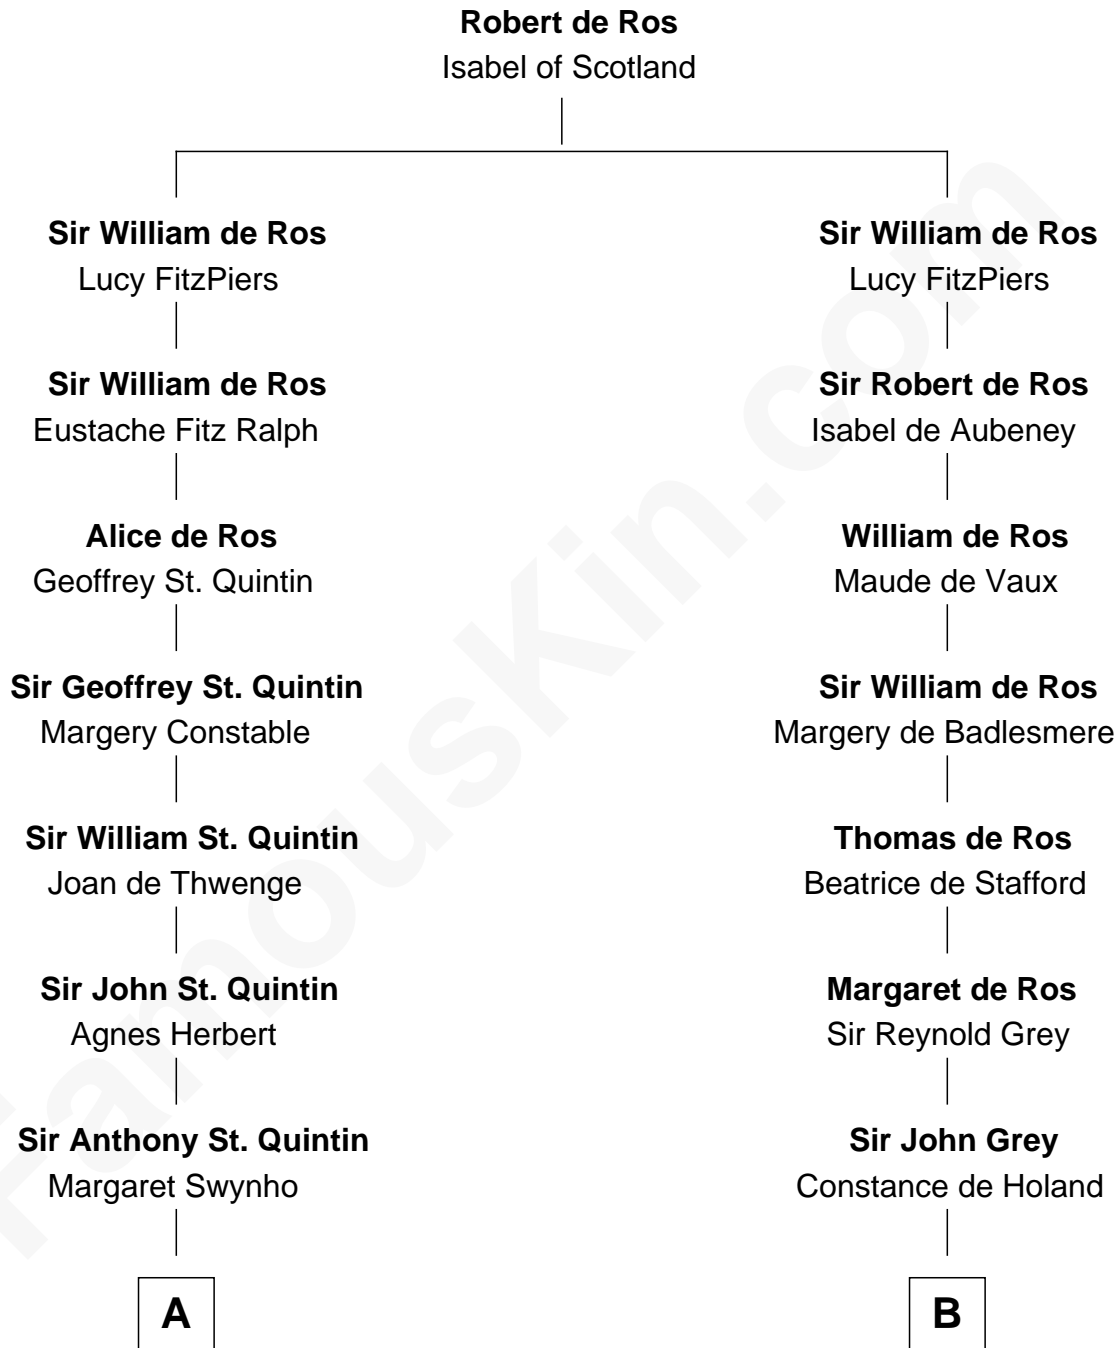 Robert de Ros
Isabel of Scotland
Sir William de Ros
Lucy FitzPiers
Sir William de Ros
Lucy FitzPiers
Sir William de Ros
Eustache Fitz Ralph
Sir Robert de Ros
Isabel de Aubeney
Alice de Ros
Geoffrey St. Quintin
William de Ros
Maude de Vaux
Sir Geoffrey St. Quintin
Margery Constable
Sir William de Ros
Margery de Badlesmere
Sir William St. Quintin
Joan de Thwenge
Thomas de Ros
Beatrice de Stafford
Sir John St. Quintin
Agnes Herbert
Margaret de Ros
Sir Reynold Grey
Sir Anthony St. Quintin
Margaret Swynho
Sir John Grey
Constance de Holand
A
B
FamousKin.com